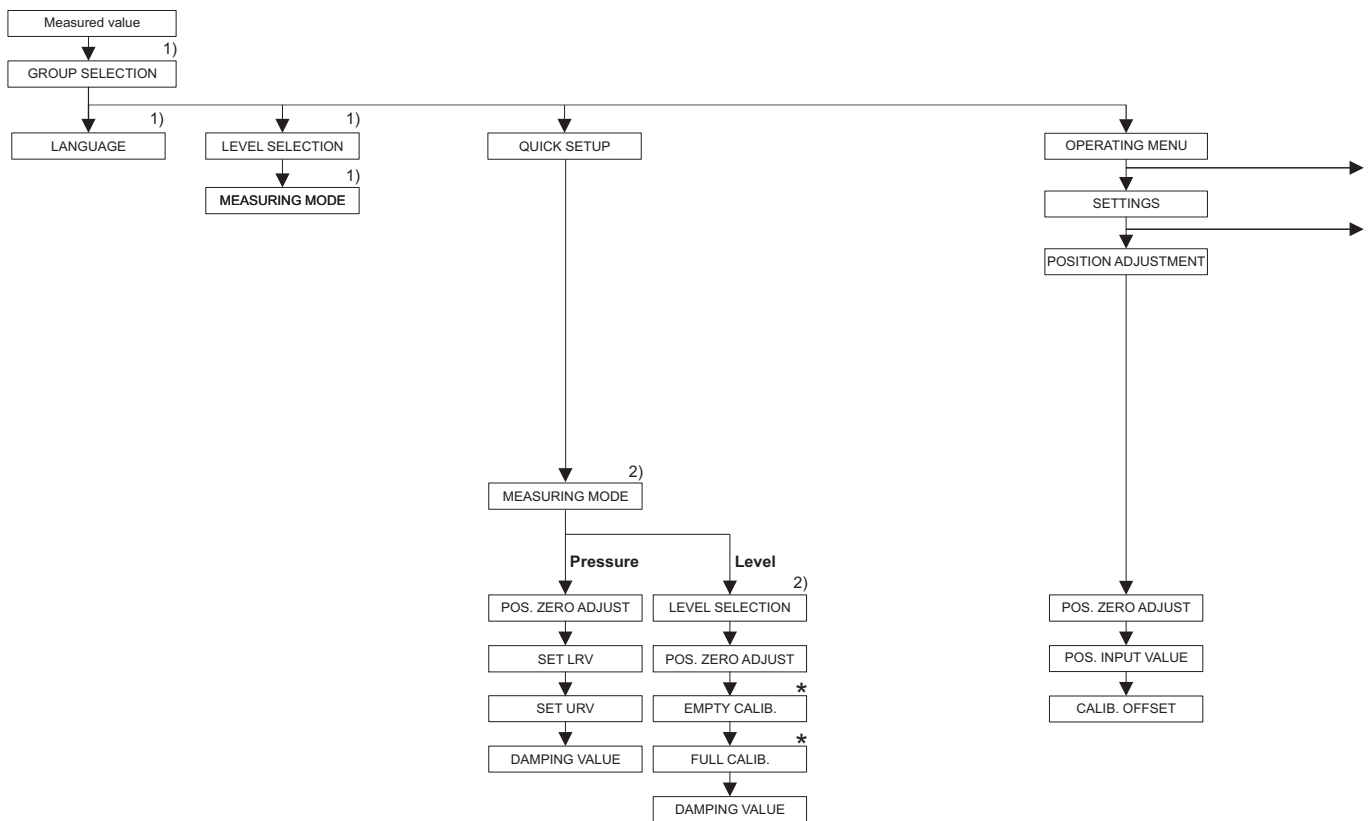 Measured value
1)
GROUP SELECTION
1)
1)
LANGUAGE
LEVEL SELECTION
QUICK SETUP
OPERATING MENU
1)
MEASURING MODE
SETTINGS
POSITION ADJUSTMENT
2)
MEASURING MODE
Pressure
Level
2)
POS. ZERO ADJUST
LEVEL SELECTION
POS. ZERO ADJUST
SET LRV
POS. ZERO ADJUST
POS. INPUT VALUE
*
SET URV
EMPTY CALIB.
CALIB. OFFSET
*
DAMPING VALUE
FULL CALIB.
DAMPING VALUE